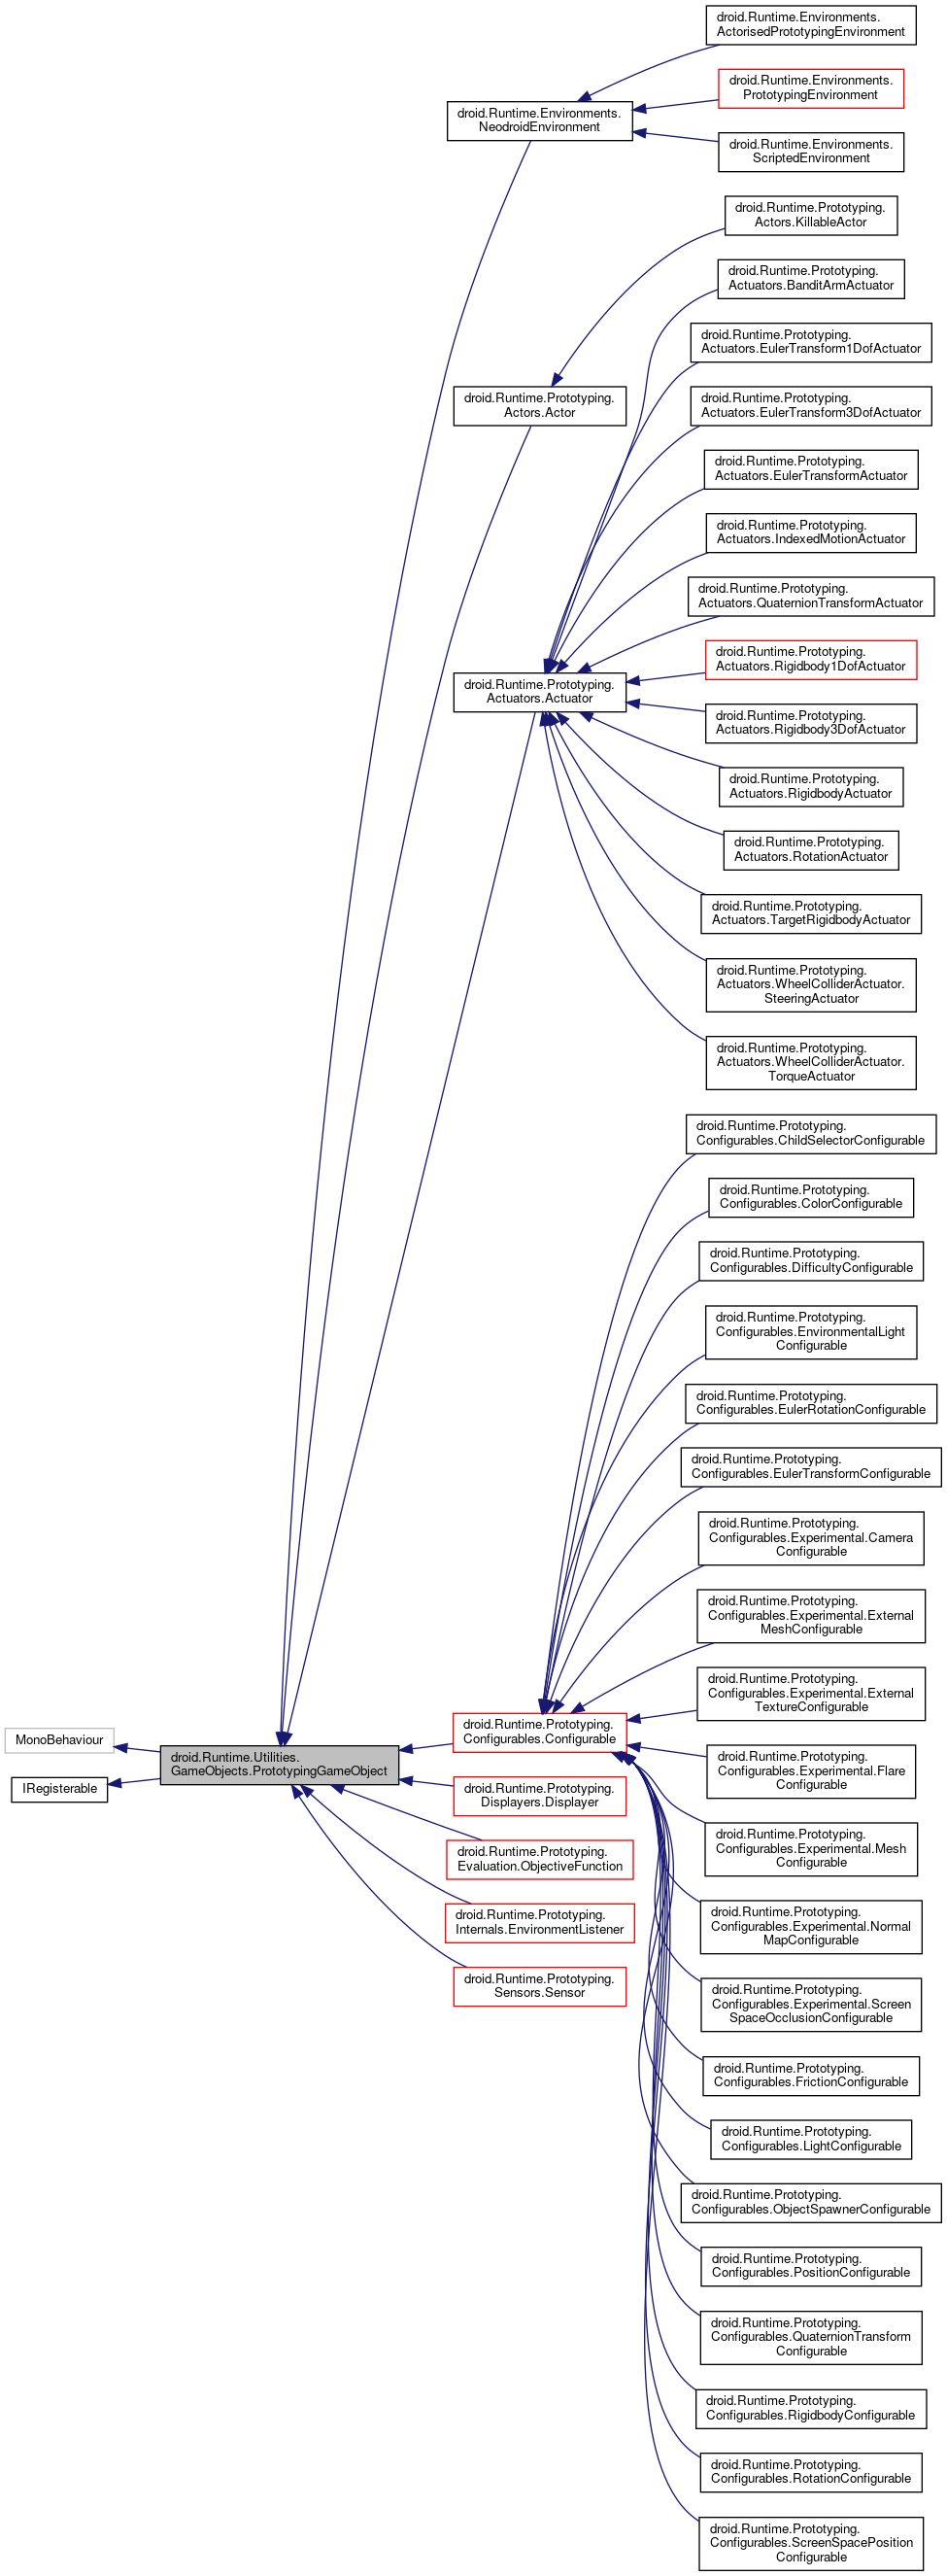 droid.Runtime.Environments.
ActorisedPrototypingEnvironment
droid.Runtime.Environments.
PrototypingEnvironment
droid.Runtime.Environments.
NeodroidEnvironment
droid.Runtime.Environments.
ScriptedEnvironment
droid.Runtime.Prototyping.
Actors.KillableActor
droid.Runtime.Prototyping.
Actuators.BanditArmActuator
droid.Runtime.Prototyping.
Actuators.EulerTransform1DofActuator
droid.Runtime.Prototyping.
Actors.Actor
droid.Runtime.Prototyping.
Actuators.EulerTransform3DofActuator
droid.Runtime.Prototyping.
Actuators.EulerTransformActuator
droid.Runtime.Prototyping.
Actuators.IndexedMotionActuator
droid.Runtime.Prototyping.
Actuators.QuaternionTransformActuator
droid.Runtime.Prototyping.
Actuators.Rigidbody1DofActuator
droid.Runtime.Prototyping.
Actuators.Actuator
droid.Runtime.Prototyping.
Actuators.Rigidbody3DofActuator
droid.Runtime.Prototyping.
Actuators.RigidbodyActuator
droid.Runtime.Prototyping.
Actuators.RotationActuator
droid.Runtime.Prototyping.
Actuators.TargetRigidbodyActuator
droid.Runtime.Prototyping.
Actuators.WheelColliderActuator.
SteeringActuator
droid.Runtime.Prototyping.
Actuators.WheelColliderActuator.
TorqueActuator
droid.Runtime.Prototyping.
Configurables.ChildSelectorConfigurable
droid.Runtime.Prototyping.
Configurables.ColorConfigurable
droid.Runtime.Prototyping.
Configurables.DifficultyConfigurable
droid.Runtime.Prototyping.
Configurables.EnvironmentalLight
Configurable
droid.Runtime.Prototyping.
Configurables.EulerRotationConfigurable
droid.Runtime.Prototyping.
Configurables.EulerTransformConfigurable
droid.Runtime.Prototyping.
Configurables.Experimental.Camera
Configurable
droid.Runtime.Prototyping.
Configurables.Experimental.External
MeshConfigurable
droid.Runtime.Prototyping.
Configurables.Experimental.External
TextureConfigurable
MonoBehaviour
IRegisterable
droid.Runtime.Utilities.
GameObjects.PrototypingGameObject
droid.Runtime.Prototyping.
Configurables.Configurable
droid.Runtime.Prototyping.
Displayers.Displayer
droid.Runtime.Prototyping.
Evaluation.ObjectiveFunction
droid.Runtime.Prototyping.
Internals.EnvironmentListener
droid.Runtime.Prototyping.
Sensors.Sensor
droid.Runtime.Prototyping.
Configurables.Experimental.Flare
Configurable
droid.Runtime.Prototyping.
Configurables.Experimental.Mesh
Configurable
droid.Runtime.Prototyping.
Configurables.Experimental.Normal
MapConfigurable
droid.Runtime.Prototyping.
Configurables.Experimental.Screen
SpaceOcclusionConfigurable
droid.Runtime.Prototyping.
Configurables.FrictionConfigurable
droid.Runtime.Prototyping.
Configurables.LightConfigurable
droid.Runtime.Prototyping.
Configurables.ObjectSpawnerConfigurable
droid.Runtime.Prototyping.
Configurables.PositionConfigurable
droid.Runtime.Prototyping.
Configurables.QuaternionTransform
Configurable
droid.Runtime.Prototyping.
Configurables.RigidbodyConfigurable
droid.Runtime.Prototyping.
Configurables.RotationConfigurable
droid.Runtime.Prototyping.
Configurables.ScreenSpacePosition
Configurable